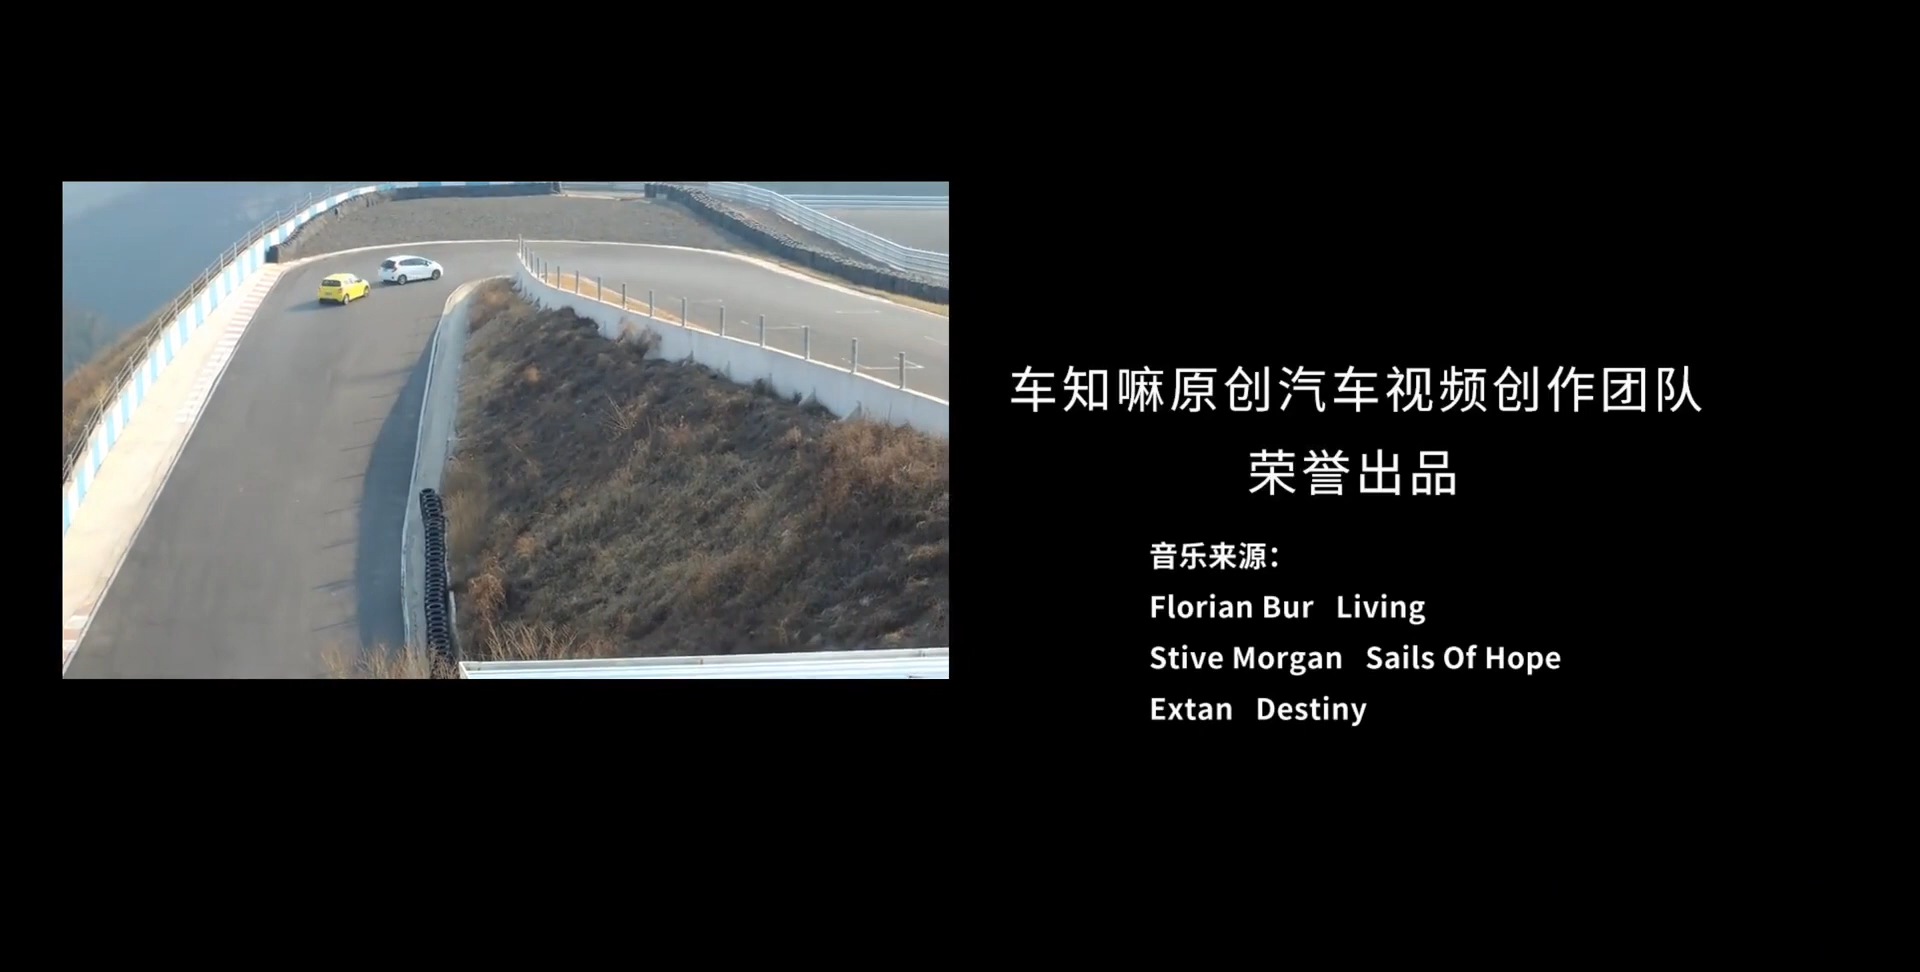 车知嘛原创汽车视频创作团队
荣誉出品
音乐来源：
Florian Bur Living
Stive Morgan Sails Of Hope
Extan Destiny